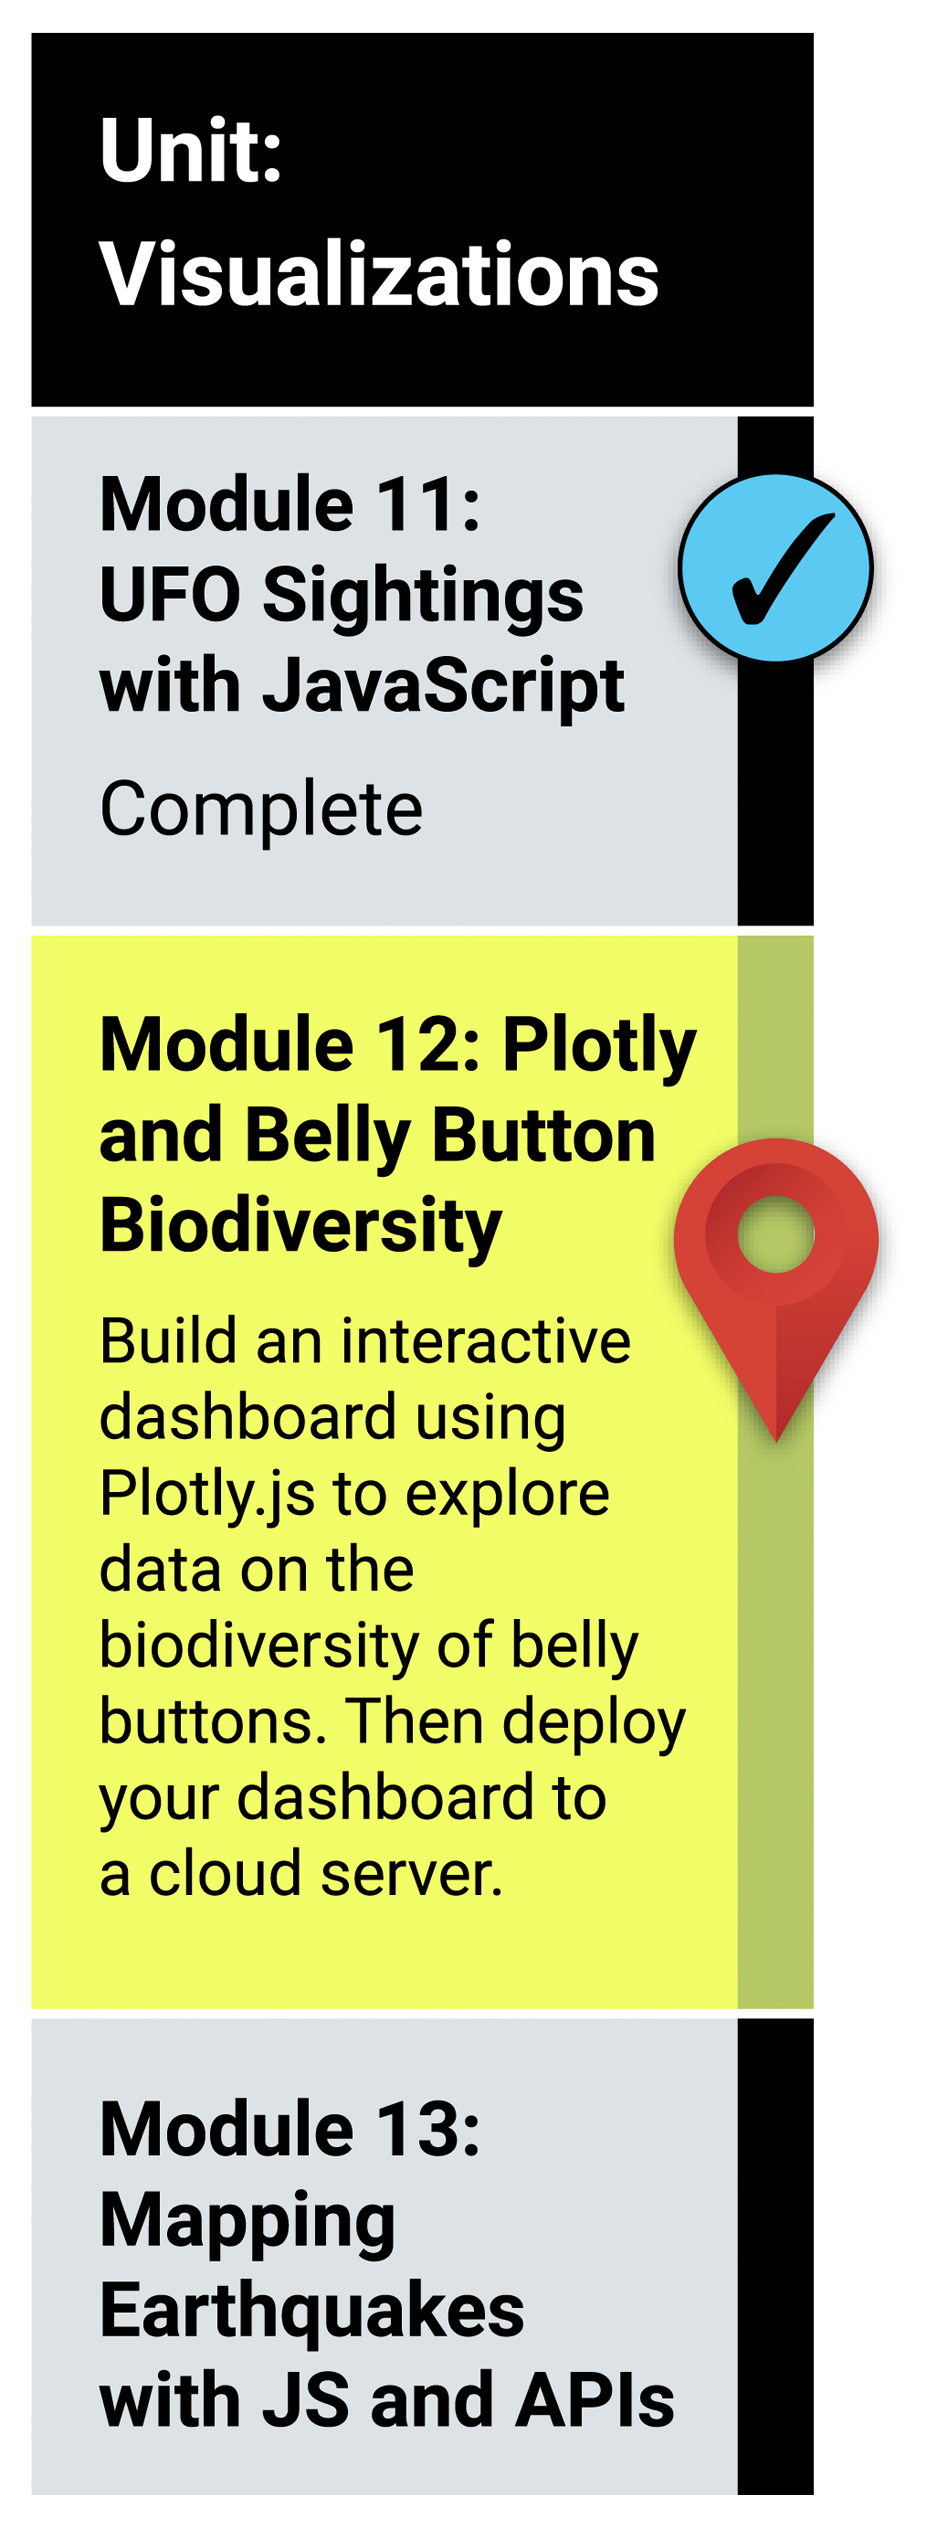 Unit:
Visualizations
Module 11:
UFO Sightings
with JavaScript
Complete
Module 12: Plotly
and Belly Button
Biodiversity
Build an interactive
dashboard using
Plotly.js to explore
data on the
biodiversity of belly
buttons. Then deploy
your dashboard to
a cloud server.
Module 13:
Mapping
Earthquakes
with JS and APIs